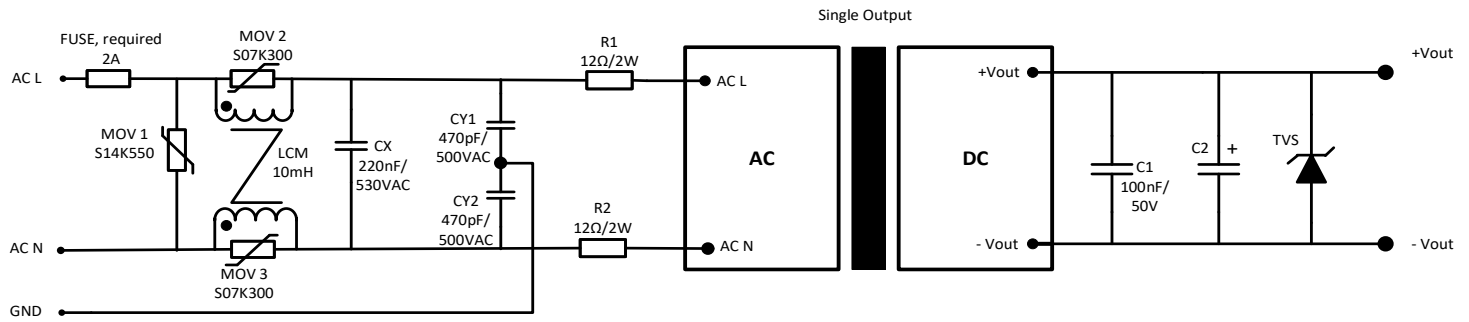 Single Output
FUSE, required
2A
MOV 2
S07K300
R1
12Ω/2W
AC L
AC L
+Vout
+Vout
MOV 1
S14K550
LCM
10mH
CX
220nF/
530VAC
CY1
470pF/
500VAC
CY2
470pF/
500VAC
AC
DC
C1
100nF/
50V
C2
+
TVS
R2
12Ω/2W
AC N
AC N
- Vout
- Vout
MOV 3
S07K300
GND